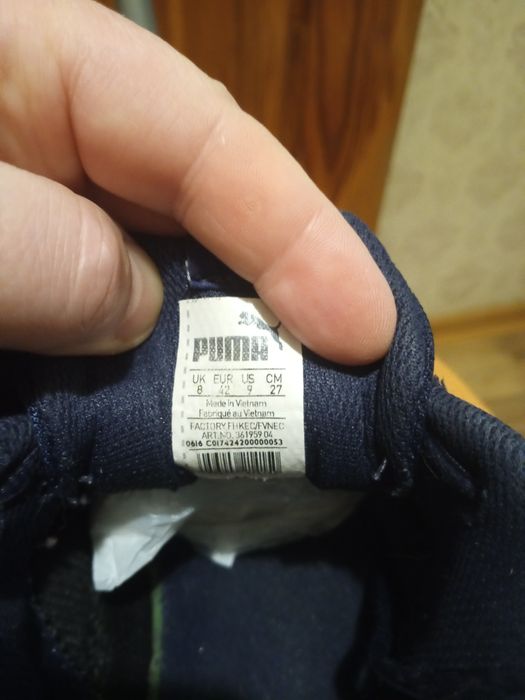 PUMA
UK EUR US CM
8 42 9 27
Made in Vietnam
Fabriqué au Vietnam
FACTORY FHKEC/FVNEC
ART.NO. 361959 04
0616 C017424200000053